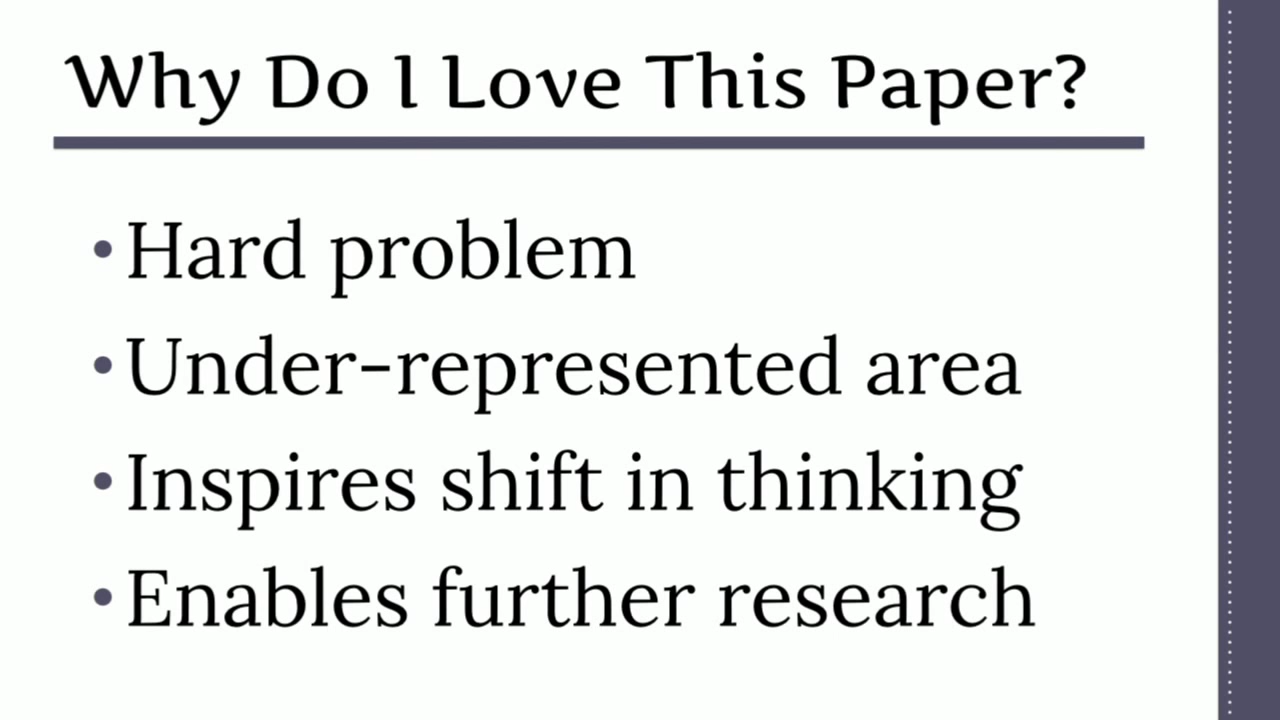 Why Do I Love This Paper?
• Hard problem
• Under-represented area
• Inspires shift in thinking
• Enables further research